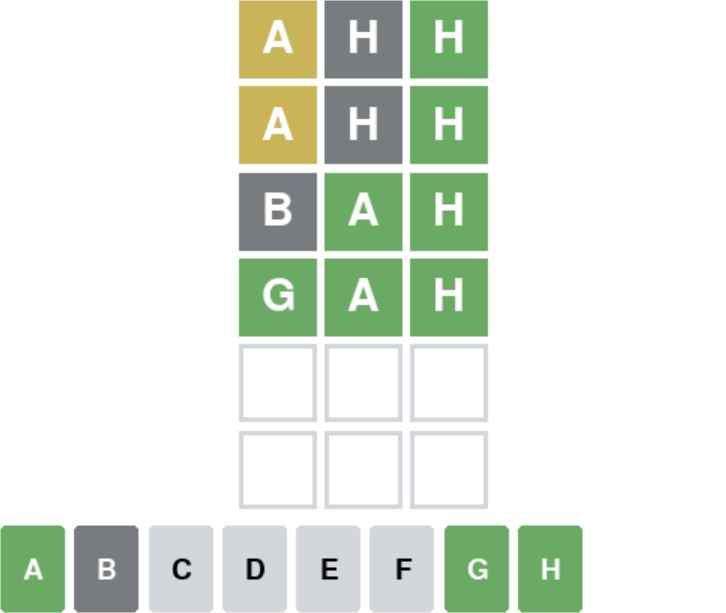 A H H
A H H
B A H
G A H
A B C D E F G H